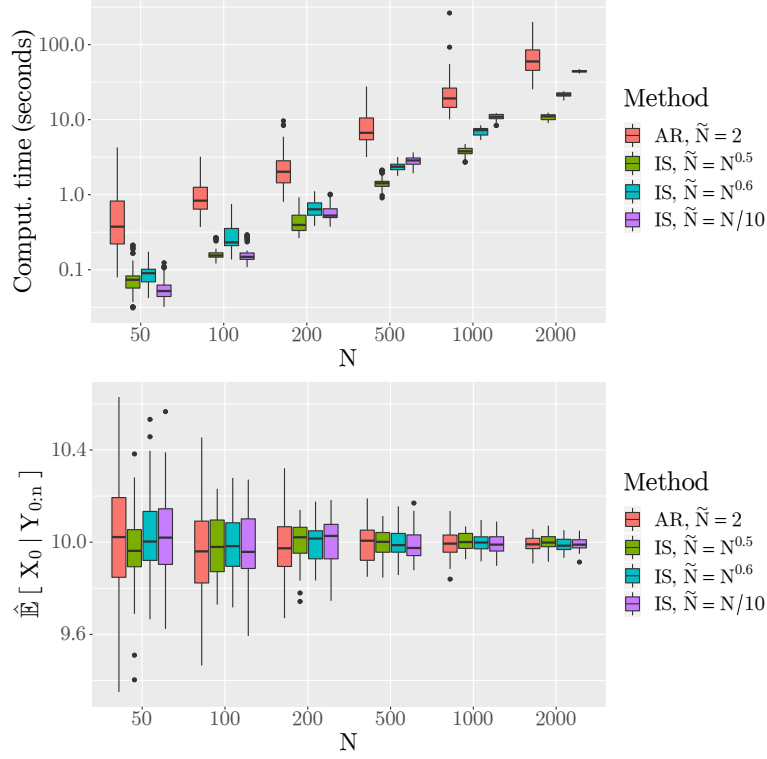 Comput. time (seconds)
100.0
10.0
1.0
0.1
50 100 200 500 1000 2000
N
Method
AR, Ñ = 2
IS, Ñ = N^0.5
IS, Ñ = N^0.6
IS, Ñ = N/10
𝔼̂ [ X₀ | Y₀:ₙ ]
10.4
10.0
9.6
50 100 200 500 1000 2000
N
Method
AR, Ñ = 2
IS, Ñ = N^0.5
IS, Ñ = N^0.6
IS, Ñ = N/10